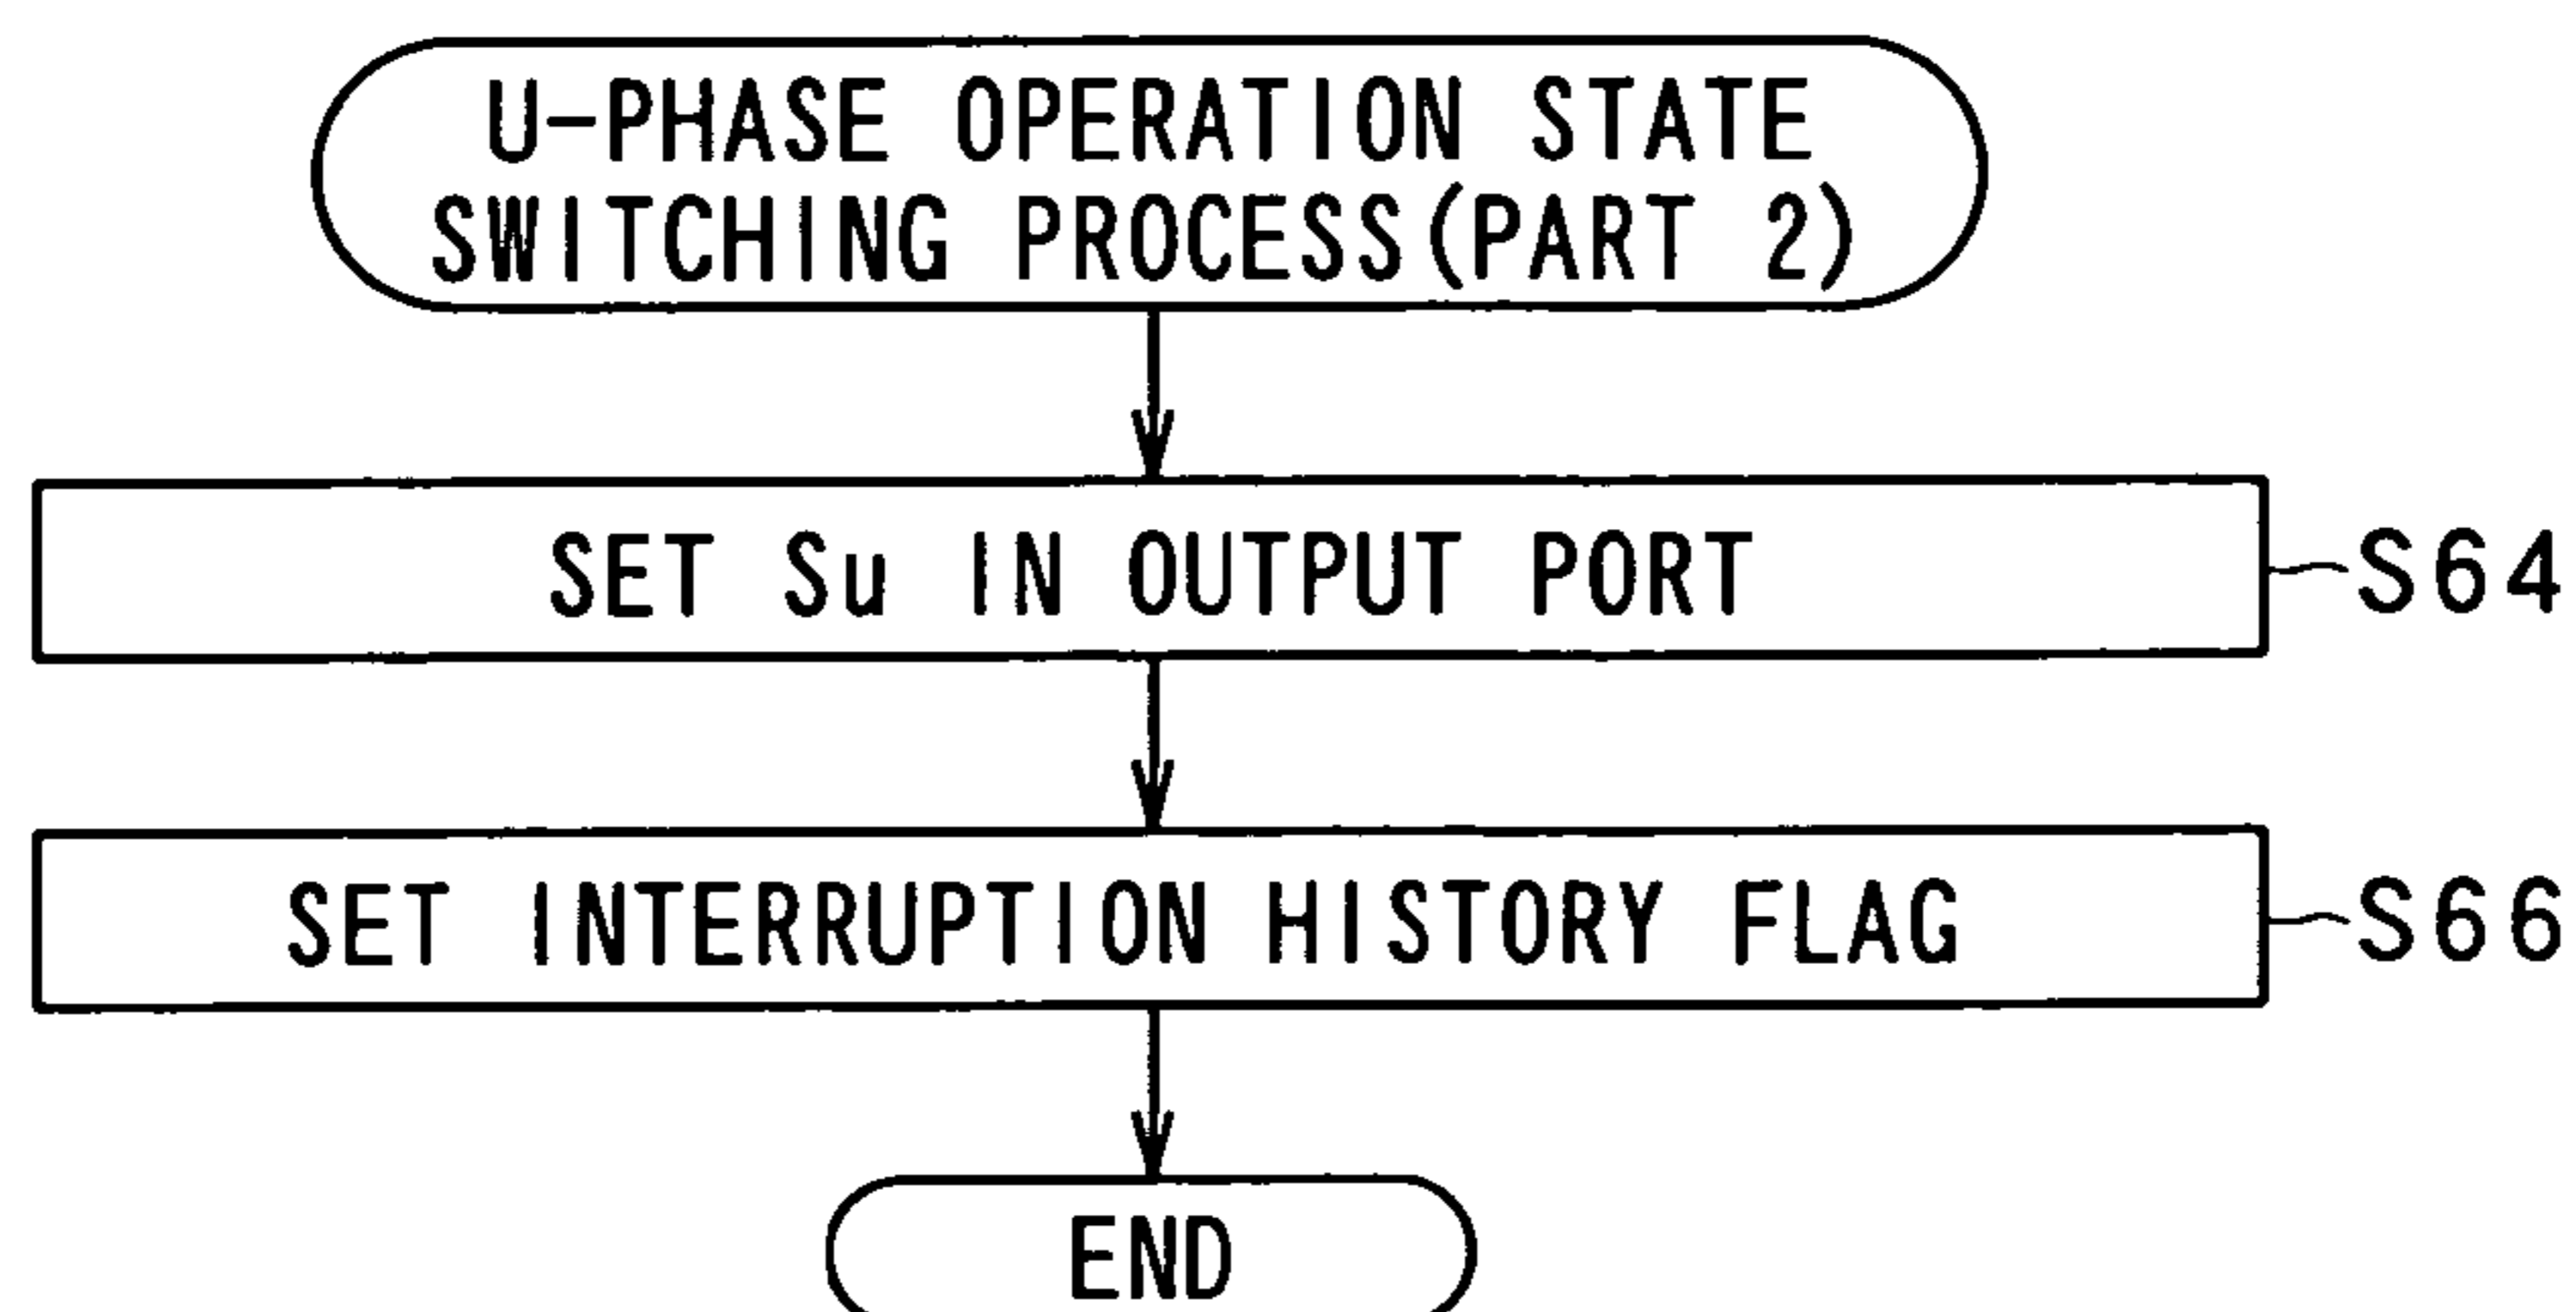 U-PHASE OPERATION STATE
SWITCHING PROCESS(PART 2)
SET Su IN OUTPUT PORT
S64
SET INTERRUPTION HISTORY FLAG
S66
END